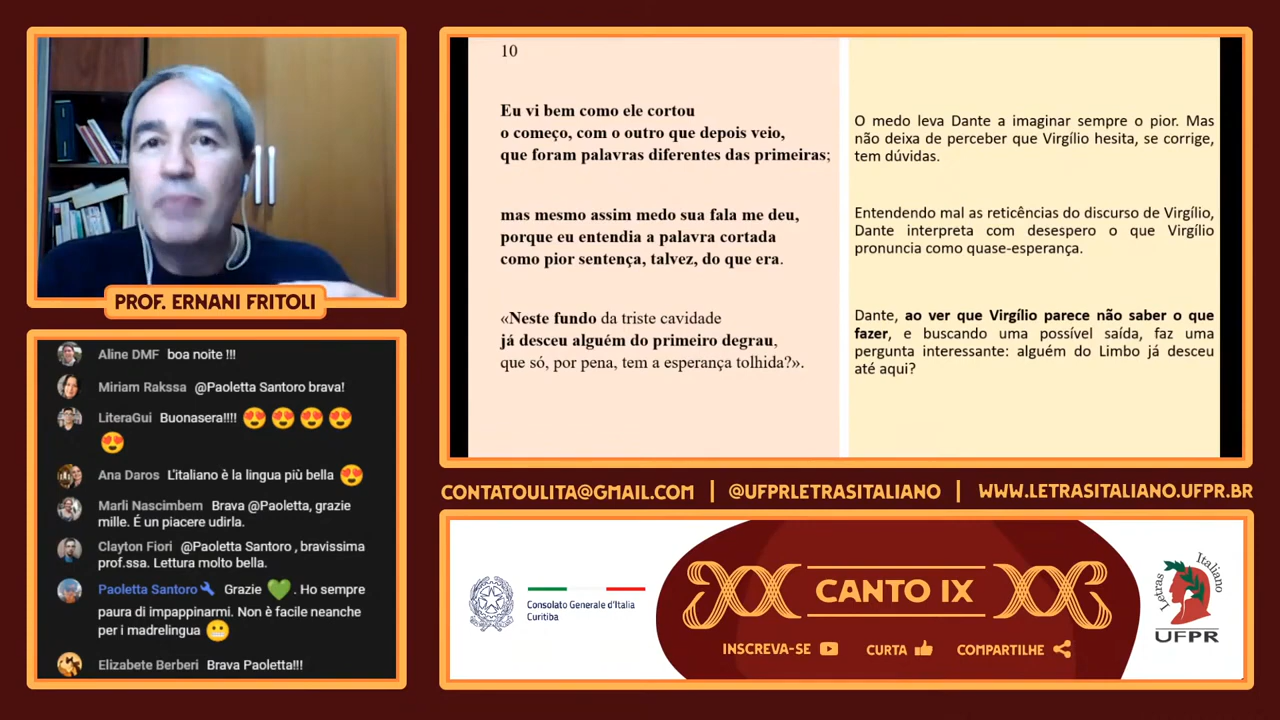 PROF. ERNANI FRITOLI
Aline DMF boa noite !!!
Miriam Rakssa @Paoletta Santoro brava!
LiteraGui Buonasera!!!! 😍 😍 😍 😍
😍
Ana Daros L'italiano è la lingua più bella 😍
Marli Nascimbem Brava @Paoletta, grazie
mille. É un piacere udirla.
Clayton Fiori @Paoletta Santoro , bravissima
prof.ssa. Lettura molto bella.
Paoletta Santoro Grazie 💚 . Ho sempre
paura di impappinarmi. Non è facile neanche
per i madrelingua 😬
Elizabete Berberi Brava Paoletta!!!
10
Eu vi bem como ele cortou
o começo, com o outro que depois veio,
que foram palavras diferentes das primeiras;
mas mesmo assim medo sua fala me deu,
porque eu entendia a palavra cortada
como pior sentença, talvez, do que era.
«Neste fundo da triste cavidade
já desceu alguém do primeiro degrau,
que só, por pena, tem a esperança tolhida?».
O medo leva Dante a imaginar sempre o pior. Mas
não deixa de perceber que Virgílio hesita, se corrige,
tem dúvidas.
Entendendo mal as reticências do discurso de Virgílio,
Dante interpreta com desespero o que Virgílio
pronuncia como quase-esperança.
Dante, ao ver que Virgílio parece não saber o que
fazer, e buscando uma possível saída, faz uma
pergunta interessante: alguém do Limbo já desceu
até aqui?
CONTATOULITA@GMAIL.COM | @UFPRLETRASITALIANO | WWW.LETRASITALIANO.UFPR.BR
Consolato Generale d'Italia
Curitiba
CANTO IX
INSCREVA-SE CURTA COMPARTILHE
Letras Italiano
UFPR